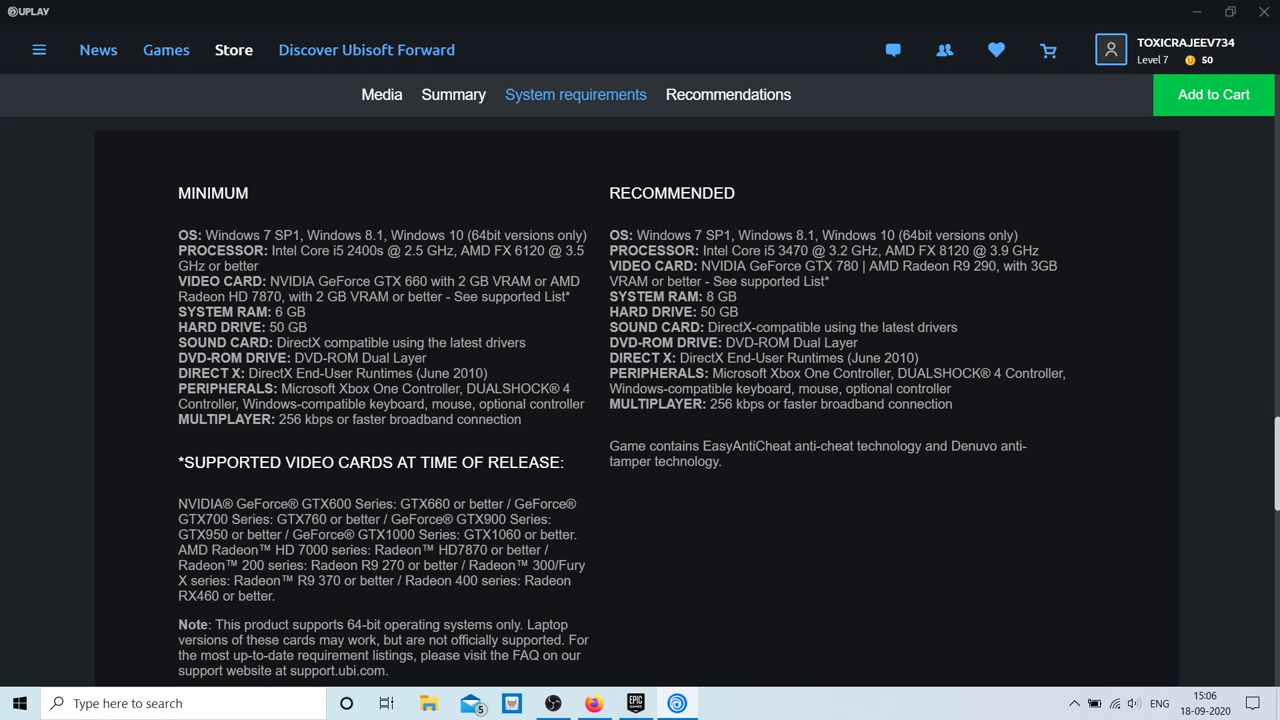 UPLAY
News Games Store Discover Ubisoft Forward
TOXICRAJEEV734
Level 7 50
Media Summary System requirements Recommendations
Add to Cart
MINIMUM
OS: Windows 7 SP1, Windows 8.1, Windows 10 (64bit versions only)
PROCESSOR: Intel Core i5 2400s @ 2.5 GHz, AMD FX 6120 @ 3.5
GHz or better
VIDEO CARD: NVIDIA GeForce GTX 660 with 2 GB VRAM or AMD
Radeon HD 7870, with 2 GB VRAM or better - See supported List*
SYSTEM RAM: 6 GB
HARD DRIVE: 50 GB
SOUND CARD: DirectX compatible using the latest drivers
DVD-ROM DRIVE: DVD-ROM Dual Layer
DIRECT X: DirectX End-User Runtimes (June 2010)
PERIPHERALS: Microsoft Xbox One Controller, DUALSHOCK® 4
Controller, Windows-compatible keyboard, mouse, optional controller
MULTIPLAYER: 256 kbps or faster broadband connection
*SUPPORTED VIDEO CARDS AT TIME OF RELEASE:
NVIDIA® GeForce® GTX600 Series: GTX660 or better / GeForce®
GTX700 Series: GTX760 or better / GeForce® GTX900 Series:
GTX950 or better / GeForce® GTX1000 Series: GTX1060 or better.
AMD Radeon™ HD 7000 series: Radeon™ HD7870 or better /
Radeon™ 200 series: Radeon R9 270 or better / Radeon™ 300/Fury
X series: Radeon™ R9 370 or better / Radeon 400 series: Radeon
RX460 or better.
Note: This product supports 64-bit operating systems only. Laptop
versions of these cards may work, but are not officially supported. For
the most up-to-date requirement listings, please visit the FAQ on our
support website at support.ubi.com.
RECOMMENDED
OS: Windows 7 SP1, Windows 8.1, Windows 10 (64bit versions only)
PROCESSOR: Intel Core i5 3470 @ 3.2 GHz, AMD FX 8120 @ 3.9 GHz
VIDEO CARD: NVIDIA GeForce GTX 780 | AMD Radeon R9 290, with 3GB
VRAM or better - See supported List*
SYSTEM RAM: 8 GB
HARD DRIVE: 50 GB
SOUND CARD: DirectX-compatible using the latest drivers
DVD-ROM DRIVE: DVD-ROM Dual Layer
DIRECT X: DirectX End-User Runtimes (June 2010)
PERIPHERALS: Microsoft Xbox One Controller, DUALSHOCK® 4 Controller,
Windows-compatible keyboard, mouse, optional controller
MULTIPLAYER: 256 kbps or faster broadband connection
Game contains EasyAntiCheat anti-cheat technology and Denuvo anti-
tamper technology.
Type here to search
5
EPIC
GAMES
ENG
15:06
18-09-2020